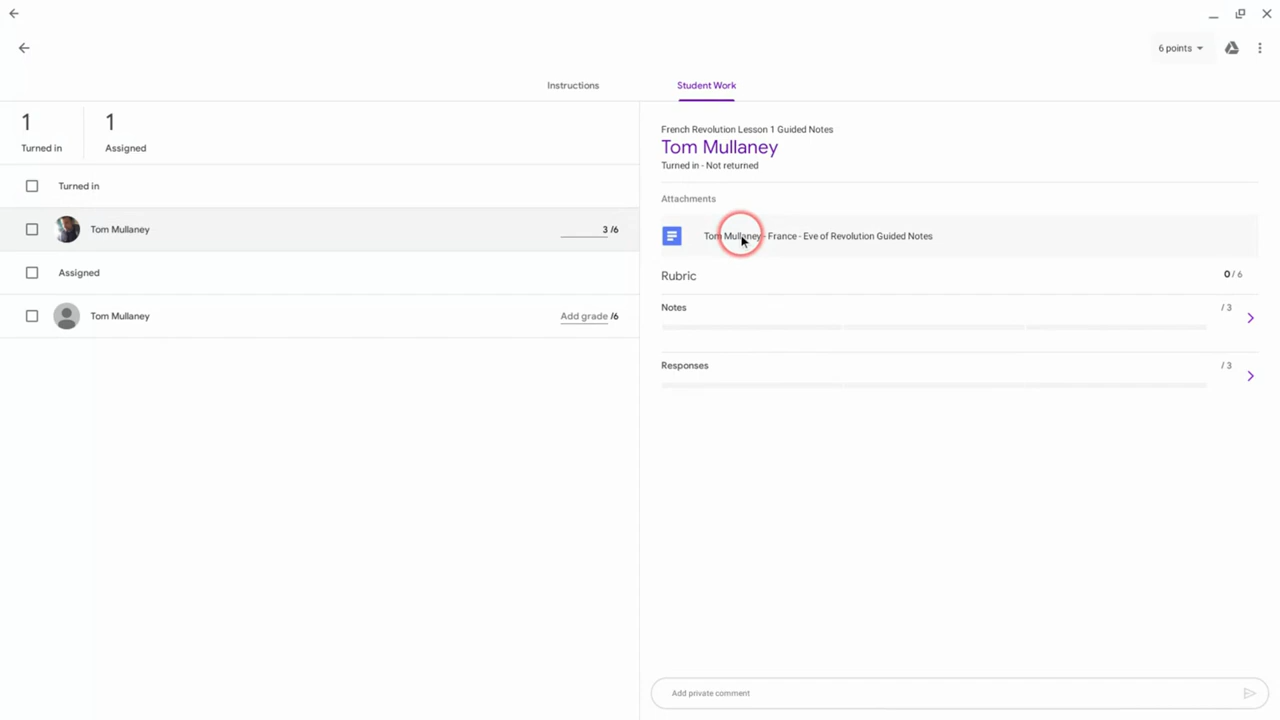 6 points
Instructions
Student Work
1
Turned in
1
Assigned
Turned in
Tom Mullaney
3 /6
Assigned
Tom Mullaney
Add grade /6
French Revolution Lesson 1 Guided Notes
Tom Mullaney
Turned in - Not returned
Attachments
Tom Mullaney - France - Eve of Revolution Guided Notes
Rubric
0 / 6
Notes
/ 3
Responses
/ 3
Add private comment